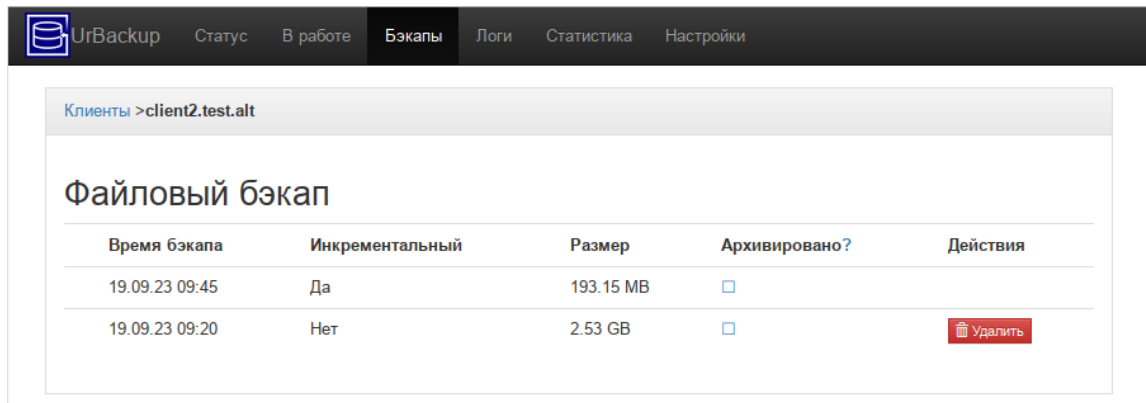 UrBackup Статус В работе Бэкапы Логи Статистика Настройки
Клиенты >client2.test.alt
Файловый бэкап
Время бэкапа Инкрементальный Размер Архивировано? Действия
19.09.23 09:45 Да 193.15 MB
19.09.23 09:20 Нет 2.53 GB Удалить